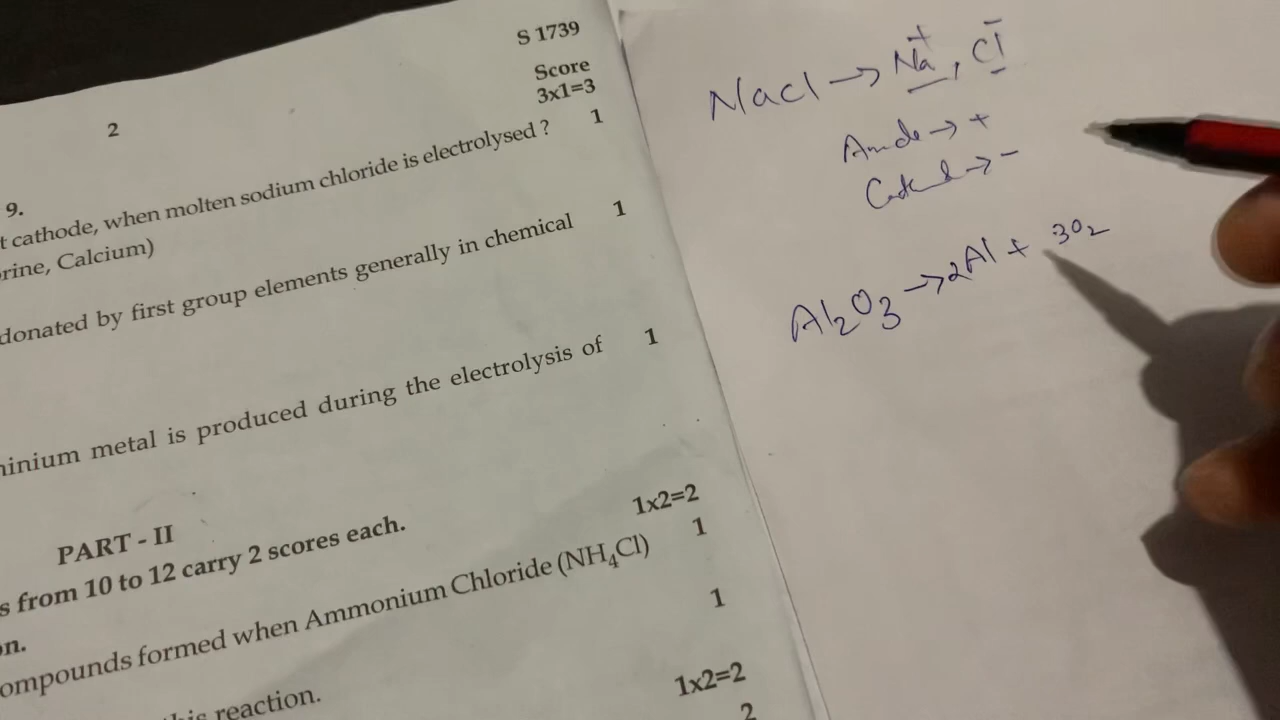 S 1739
Score
3x1=3
2
9.
t cathode, when molten sodium chloride is electrolysed ? 1
rine, Calcium)
donated by first group elements generally in chemical 1
ninium metal is produced during the electrolysis of 1
PART - II
1x2=2
s from 10 to 12 carry 2 scores each.
on.
ompounds formed when Ammonium Chloride (NH₄Cl) 1
1
this reaction.
1x2=2
2
NaCl → Na⁺, Cl⁻
Anode → +
→ −
Al₂O₃ → 2Al + 3O₂